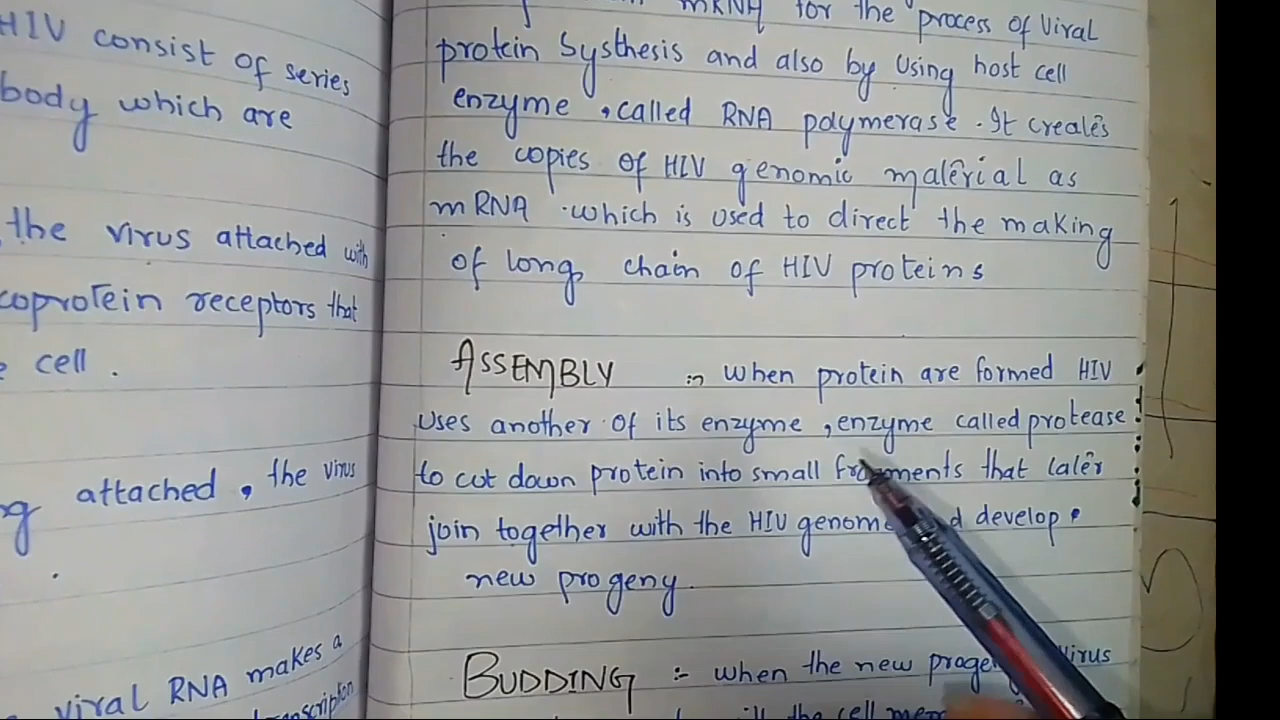 HIV consist of series
body which are
the virus attached with
coprotein receptors that
cell .
attached , the virus
viral RNA makes a
mRNA for the process of Viral
protein Systhesis and also by Using host cell
enzyme , called RNA polymerase . It creates
the copies of HIV genomic material as
mRNA . which is used to direct the making
of long chain of HIV proteins
ASSEMBLY :- when protein are formed HIV
uses another of its enzyme , enzyme called protease
to cut down protein into small fragments that later
join together with the HIV genome develop
new progeny .
BUDDING :- when the new virus
the cell